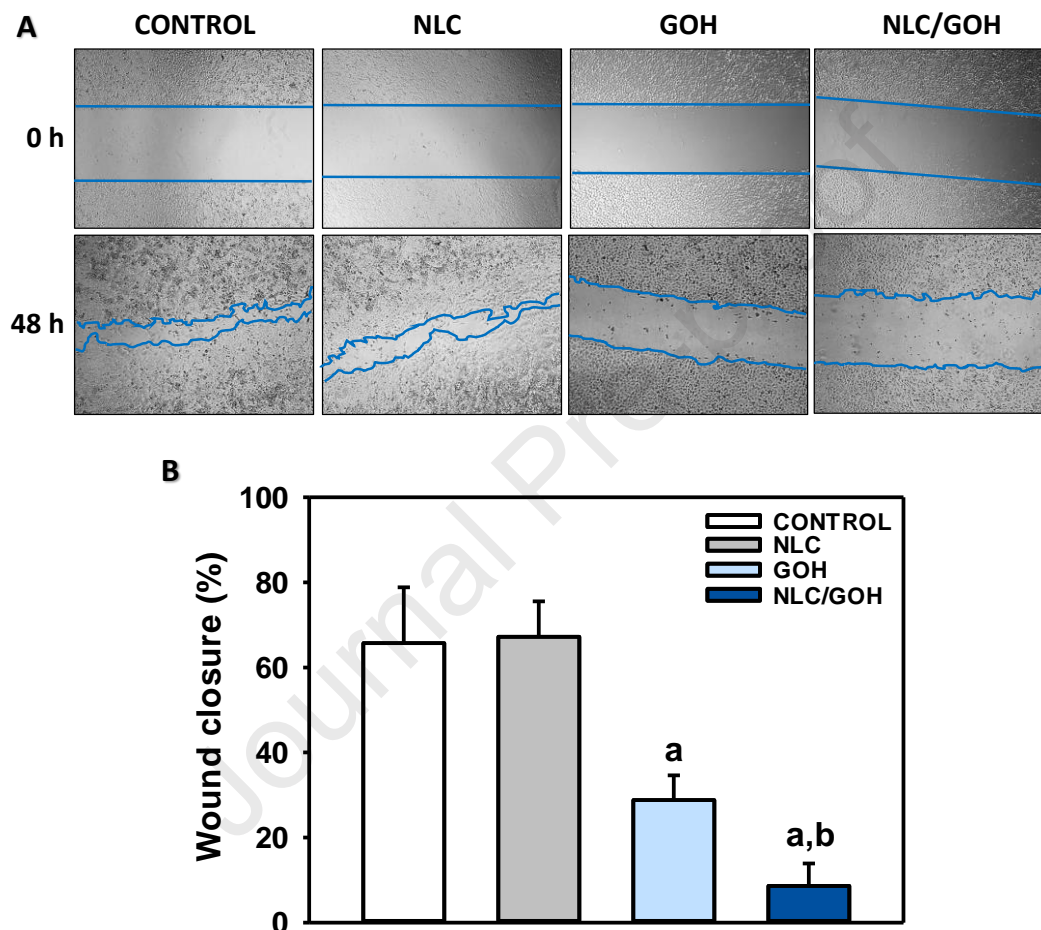 A
CONTROL NLC GOH NLC/GOH
0 h
48 h
B
Wound closure (%)
100
80
60
40
20
0
CONTROL
NLC
GOH
NLC/GOH
a
a,b
Journal Pre-proof